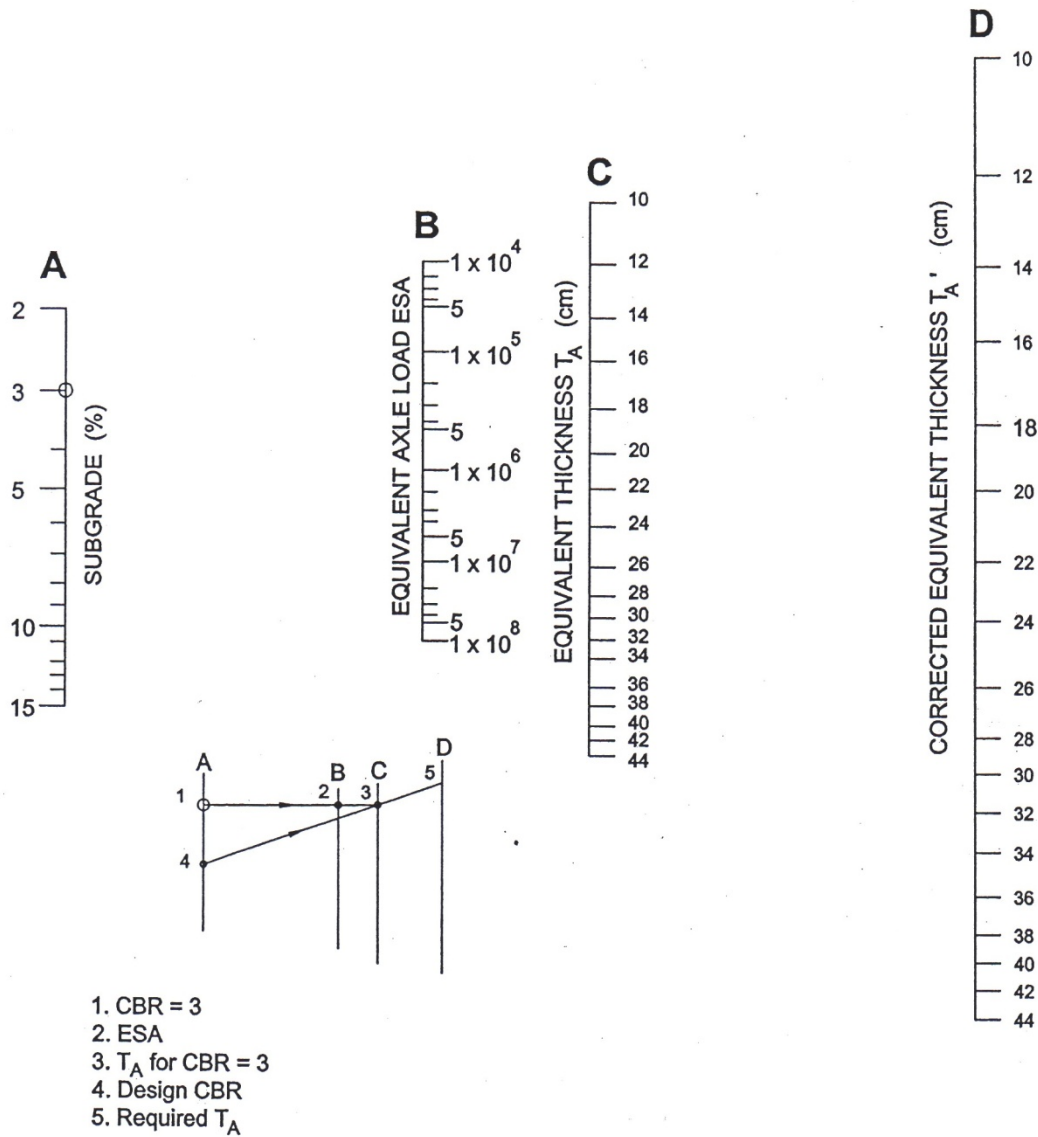 A
2
3
5
10
15
SUBGRADE (%)
B
1 x 10^4
5
1 x 10^5
5
1 x 10^6
5
1 x 10^7
5
1 x 10^8
EQUIVALENT AXLE LOAD ESA
C
10
12
14
16
18
20
22
24
26
28
30
32
34
36
38
40
42
44
EQUIVALENT THICKNESS T_A (cm)
D
10
12
14
16
18
20
22
24
26
28
30
32
34
36
38
40
42
44
CORRECTED EQUIVALENT THICKNESS T_A' (cm)
A
B
C
D
1
2
3
5
4
1. CBR = 3
2. ESA
3. T_A for CBR = 3
4. Design CBR
5. Required T_A